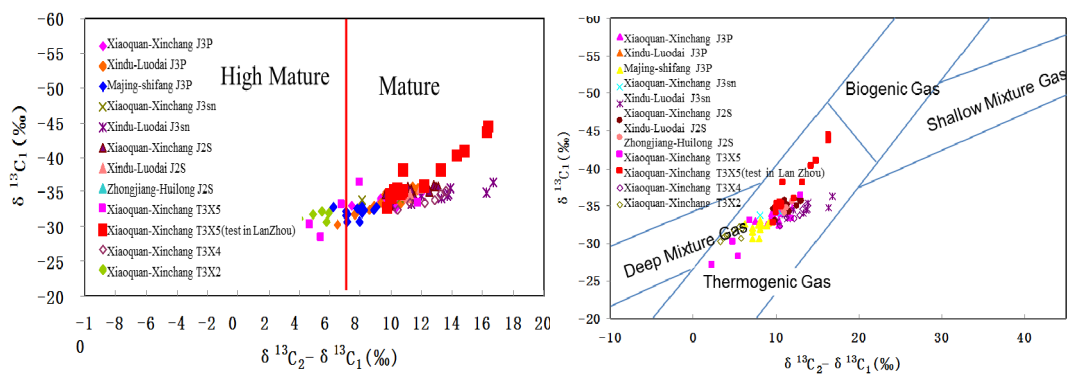 -60
-55
-50
-45
-40
-35
-30
-25
-20
δ ¹³C₁ (‰)
Xiaoquan-Xinchang J3P
Xindu-Luodai J3P
Majing-shifang J3P
Xiaoquan-Xinchang J3sn
Xindu-Luodai J3sn
Xiaoquan-Xinchang J2S
Xindu-Luodai J2S
Zhongjiang-Huilong J2S
Xiaoquan-Xinchang T3X5
Xiaoquan-Xinchang T3X5(test in LanZhou)
Xiaoquan-Xinchang T3X4
Xiaoquan-Xinchang T3X2
High Mature
Mature
-1 -8 -6 -4 -2 0 2 4 6 8 10 12 14 16 18 20
0
δ ¹³C₂- δ ¹³C₁(‰)
-60
-55
-50
-45
-40
-35
-30
-25
-20
δ ¹³C₁(‰)
Xiaoquan-Xinchang J3P
Xindu-Luodai J3P
Majing-shifang J3P
Xiaoquan-Xinchang J3sn
Xindu-Luodai J3sn
Xiaoquan-Xinchang J2S
Xindu-Luodai J2S
Zhongjiang-Huilong J2S
Xiaoquan-Xinchang T3X5
Xiaoquan-Xinchang T3X5(test in Lan Zhou)
Xiaoquan-Xinchang T3X4
Xiaoquan-Xinchang T3X2
Biogenic Gas
Shallow Mixture Gas
Deep Mixture Gas
Thermogenic Gas
-10 0 10 20 30 40
δ ¹³C₂- δ ¹³C₁(‰)